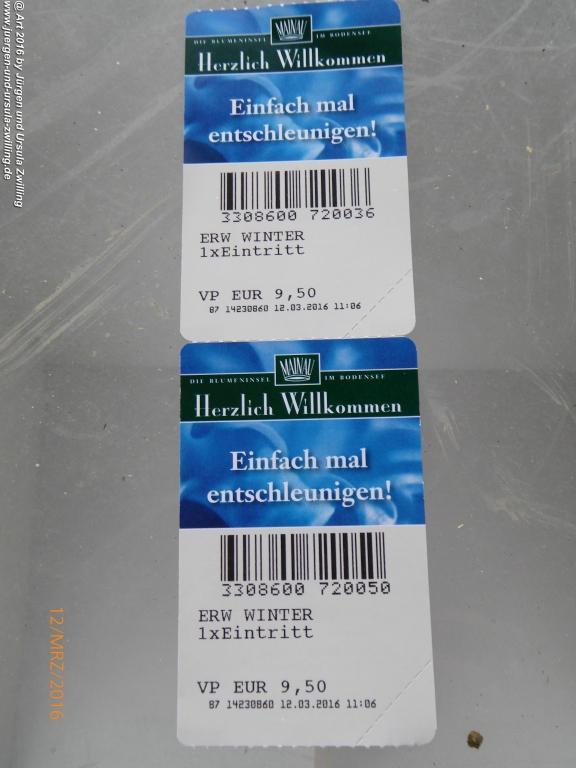 MAINAU
DIE BLUMENINSEL IM BODENSEE
Herzlich Willkommen
Einfach mal
entschleunigen!
3308600 720036
ERW WINTER
1xEintritt
VP EUR 9,50
87 14230860 12.03.2016 11:06
MAINAU
DIE BLUMENINSEL IM BODENSEE
Herzlich Willkommen
Einfach mal
entschleunigen!
3308600 720050
ERW WINTER
1xEintritt
VP EUR 9,50
87 14230860 12.03.2016 11:06
12/MRZ/2016
@ Art 2016 by Jürgen und Ursula Zwilling
www.juergen-und-ursula-zwilling.de